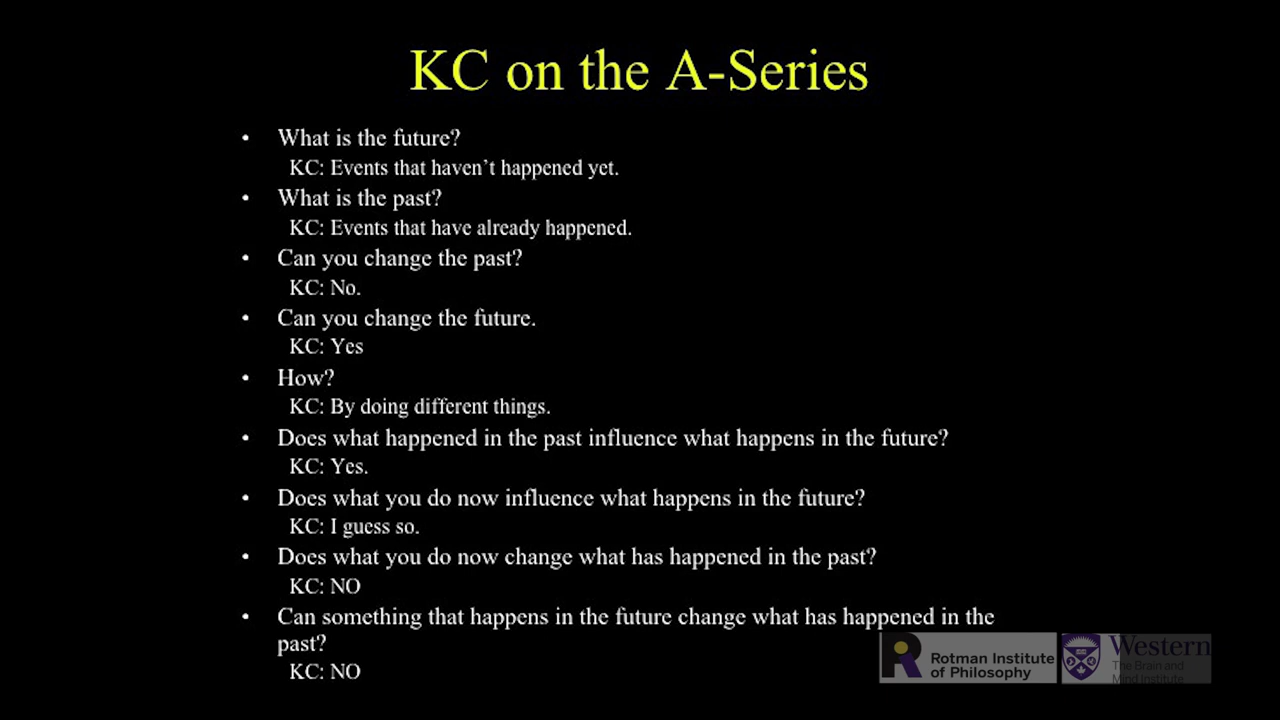 KC on the A-Series
• What is the future?
KC: Events that haven’t happened yet.
• What is the past?
KC: Events that have already happened.
• Can you change the past?
KC: No.
• Can you change the future.
KC: Yes
• How?
KC: By doing different things.
• Does what happened in the past influence what happens in the future?
KC: Yes.
• Does what you do now influence what happens in the future?
KC: I guess so.
• Does what you do now change what has happened in the past?
KC: NO
• Can something that happens in the future change what has happened in the
past?
KC: NO
R
Rotman Institute
of Philosophy
Western
The Brain and
Mind Institute